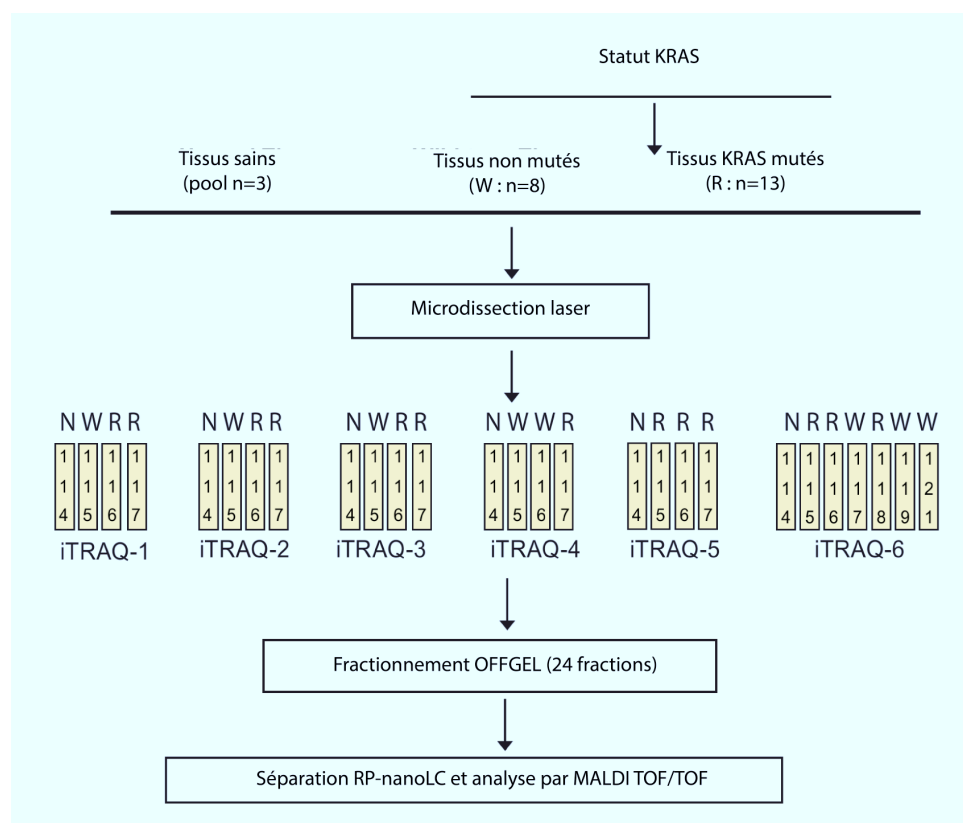 Statut KRAS
Tissus sains
(pool n=3)
Tissus non mutés
(W : n=8)
Tissus KRAS mutés
(R : n=13)
Microdissection laser
N W R R
114 115 116 117
iTRAQ-1
N W R R
114 115 116 117
iTRAQ-2
N W R R
114 115 116 117
iTRAQ-3
N W W R
114 115 116 117
iTRAQ-4
N R R R
114 115 116 117
iTRAQ-5
N R R W R W W
114 115 116 117 118 119 121
iTRAQ-6
Fractionnement OFFGEL (24 fractions)
Séparation RP-nanoLC et analyse par MALDI TOF/TOF